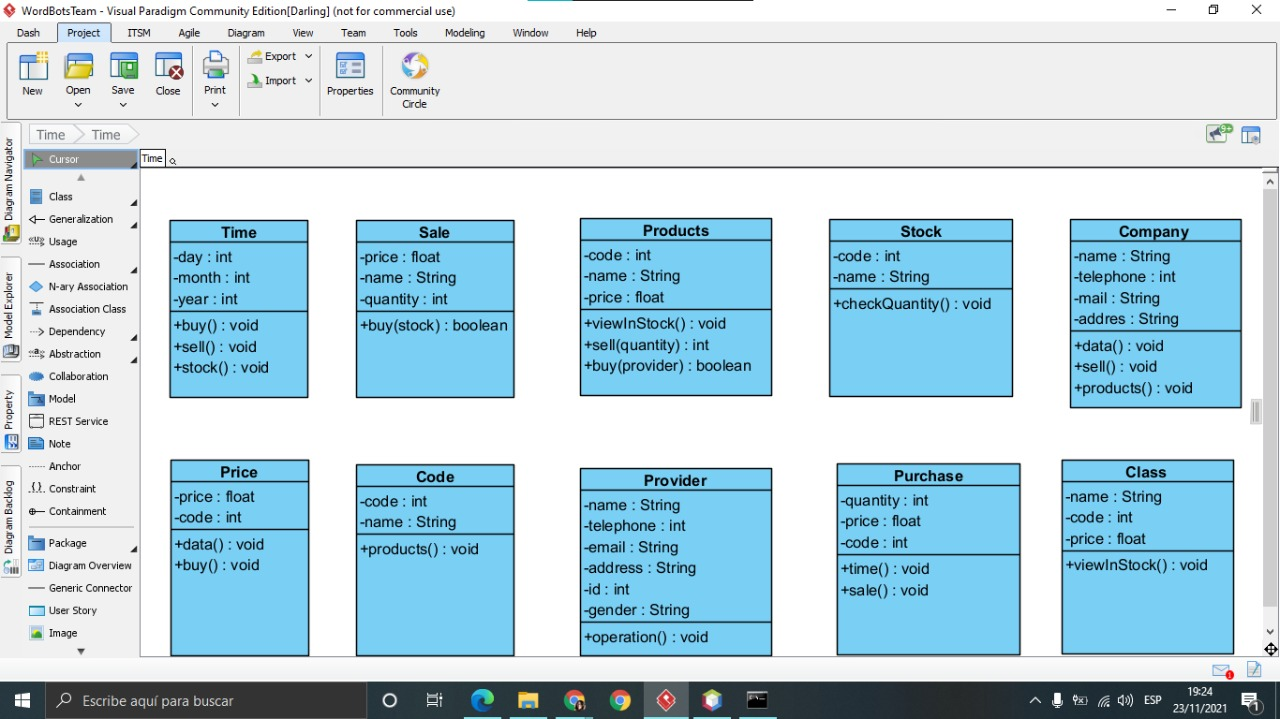 WordBotsTeam - Visual Paradigm Community Edition[Darling] (not for commercial use)
Dash Project ITSM Agile Diagram View Team Tools Modeling Window Help
New Open Save Close Print Export Import Properties Community Circle
Time Time
Diagram Navigator
Model Explorer
Property
Diagram Backlog
Cursor
Class
Generalization
Usage
Association
N-ary Association
Association Class
Dependency
Abstraction
Collaboration
Model
REST Service
Note
Anchor
Constraint
Containment
Package
Diagram Overview
Generic Connector
User Story
Image
Time
Time
-day : int
-month : int
-year : int
+buy() : void
+sell() : void
+stock() : void
Sale
-price : float
-name : String
-quantity : int
+buy(stock) : boolean
Products
-code : int
-name : String
-price : float
+viewInStock() : void
+sell(quantity) : int
+buy(provider) : boolean
Stock
-code : int
-name : String
+checkQuantity() : void
Company
-name : String
-telephone : int
-mail : String
-addres : String
+data() : void
+sell() : void
+products() : void
Price
-price : float
-code : int
+data() : void
+buy() : void
Code
-code : int
-name : String
+products() : void
Provider
-name : String
-telephone : int
-email : String
-address : String
-id : int
-gender : String
+operation() : void
Purchase
-quantity : int
-price : float
-code : int
+time() : void
+sale() : void
Class
-name : String
-code : int
-price : float
+viewInStock() : void
Escribe aquí para buscar
ESP
19:24
23/11/2021